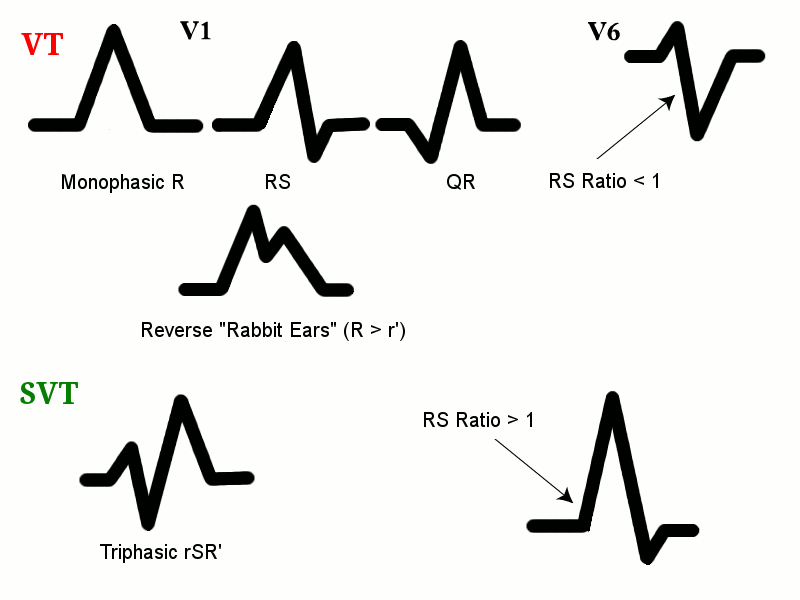 VT
V1
V6
Monophasic R
RS
QR
RS Ratio < 1
Reverse "Rabbit Ears" (R > r')
SVT
RS Ratio > 1
Triphasic rSR'